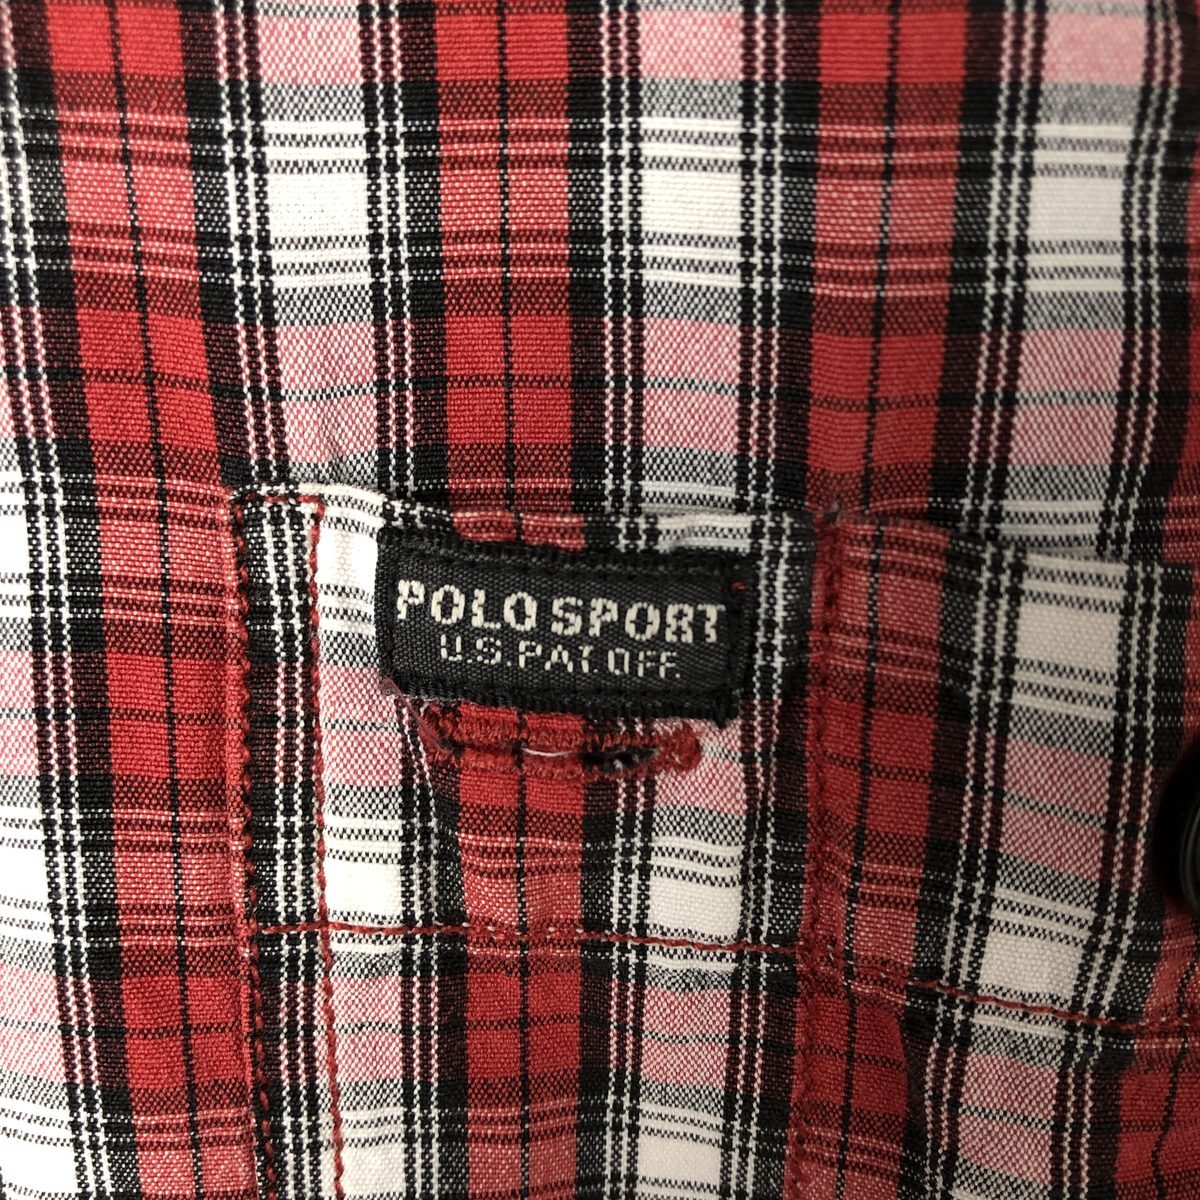 POLO SPORT
U.S. PAT. OFF.